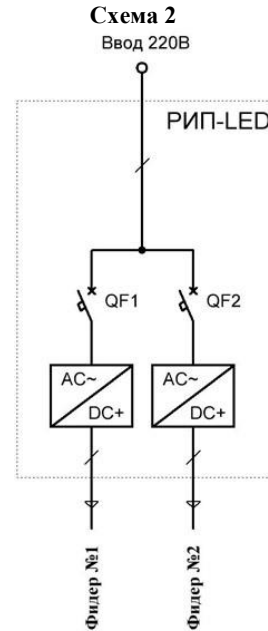 Схема 2
Ввод 220В
РИП-LED
QF1
QF2
AC~
DC+
AC~
DC+
Фидер №1
Фидер №2